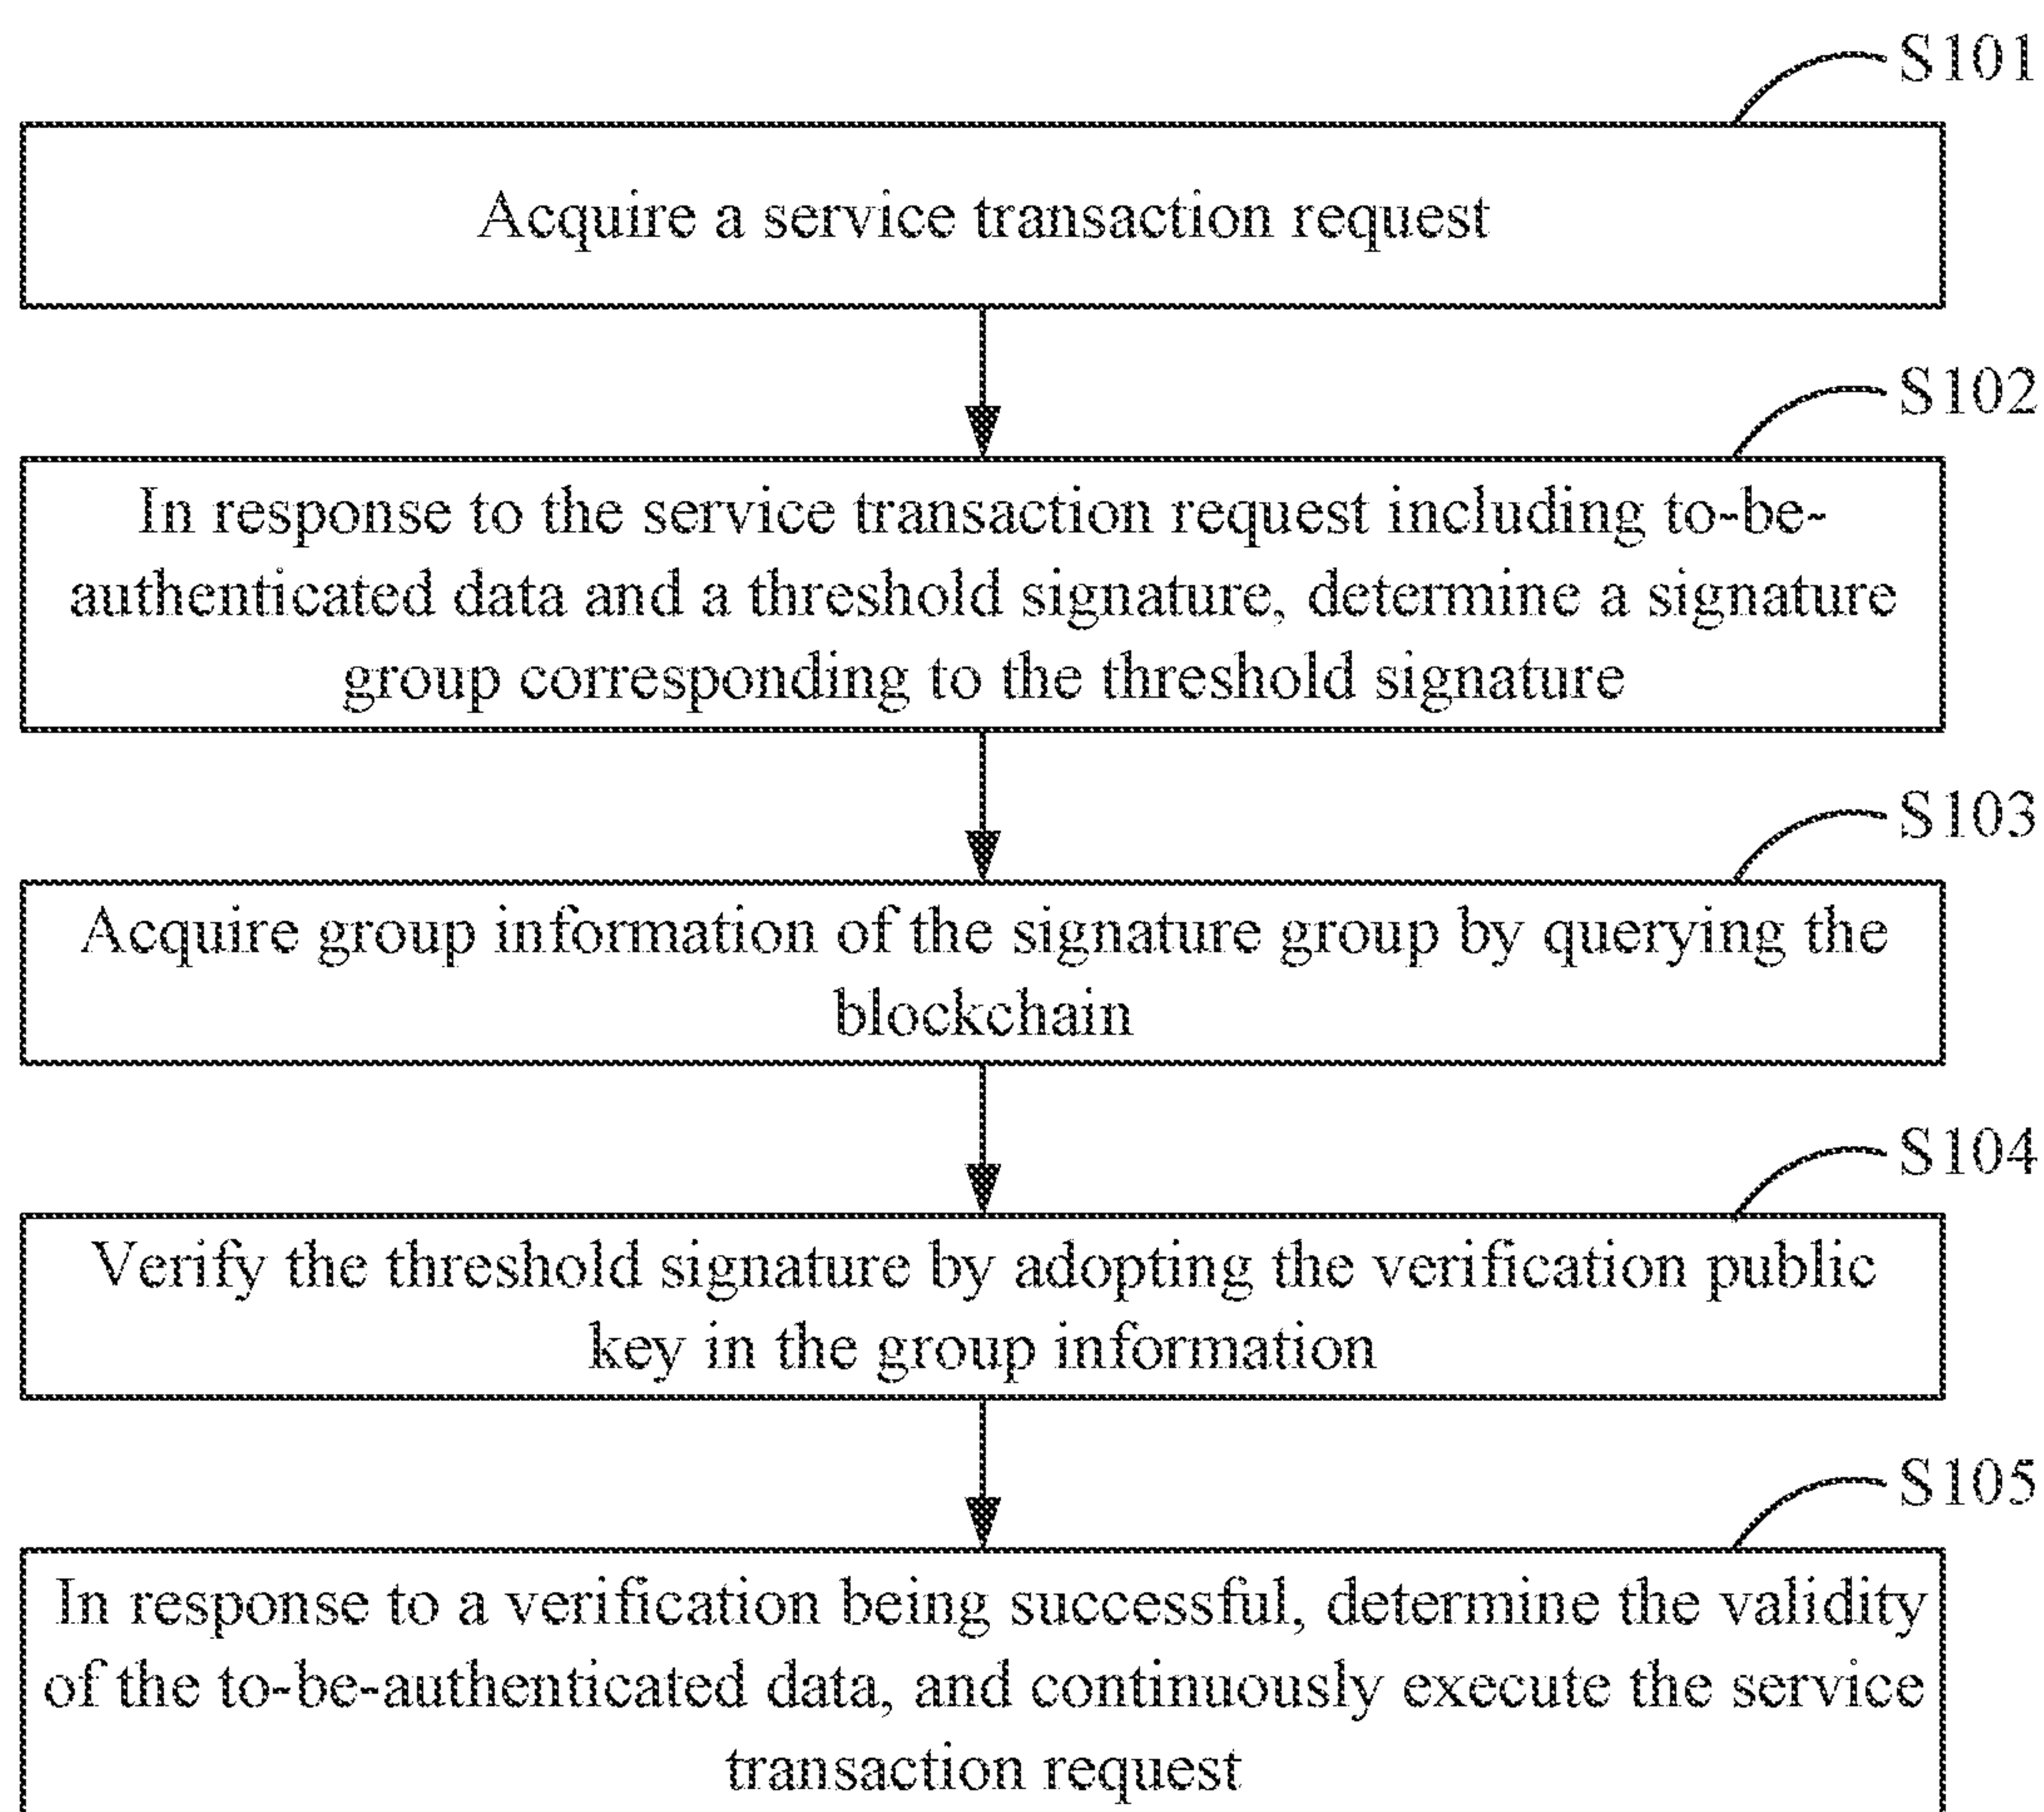 S101
Acquire a service transaction request
S102
In response to the service transaction request including to-be-
authenticated data and a threshold signature, determine a signature
group corresponding to the threshold signature
S103
Acquire group information of the signature group by querying the
blockchain
S104
Verify the threshold signature by adopting the verification public
key in the group information
S105
In response to a verification being successful, determine the validity
of the to-be-authenticated data, and continuously execute the service
transaction request